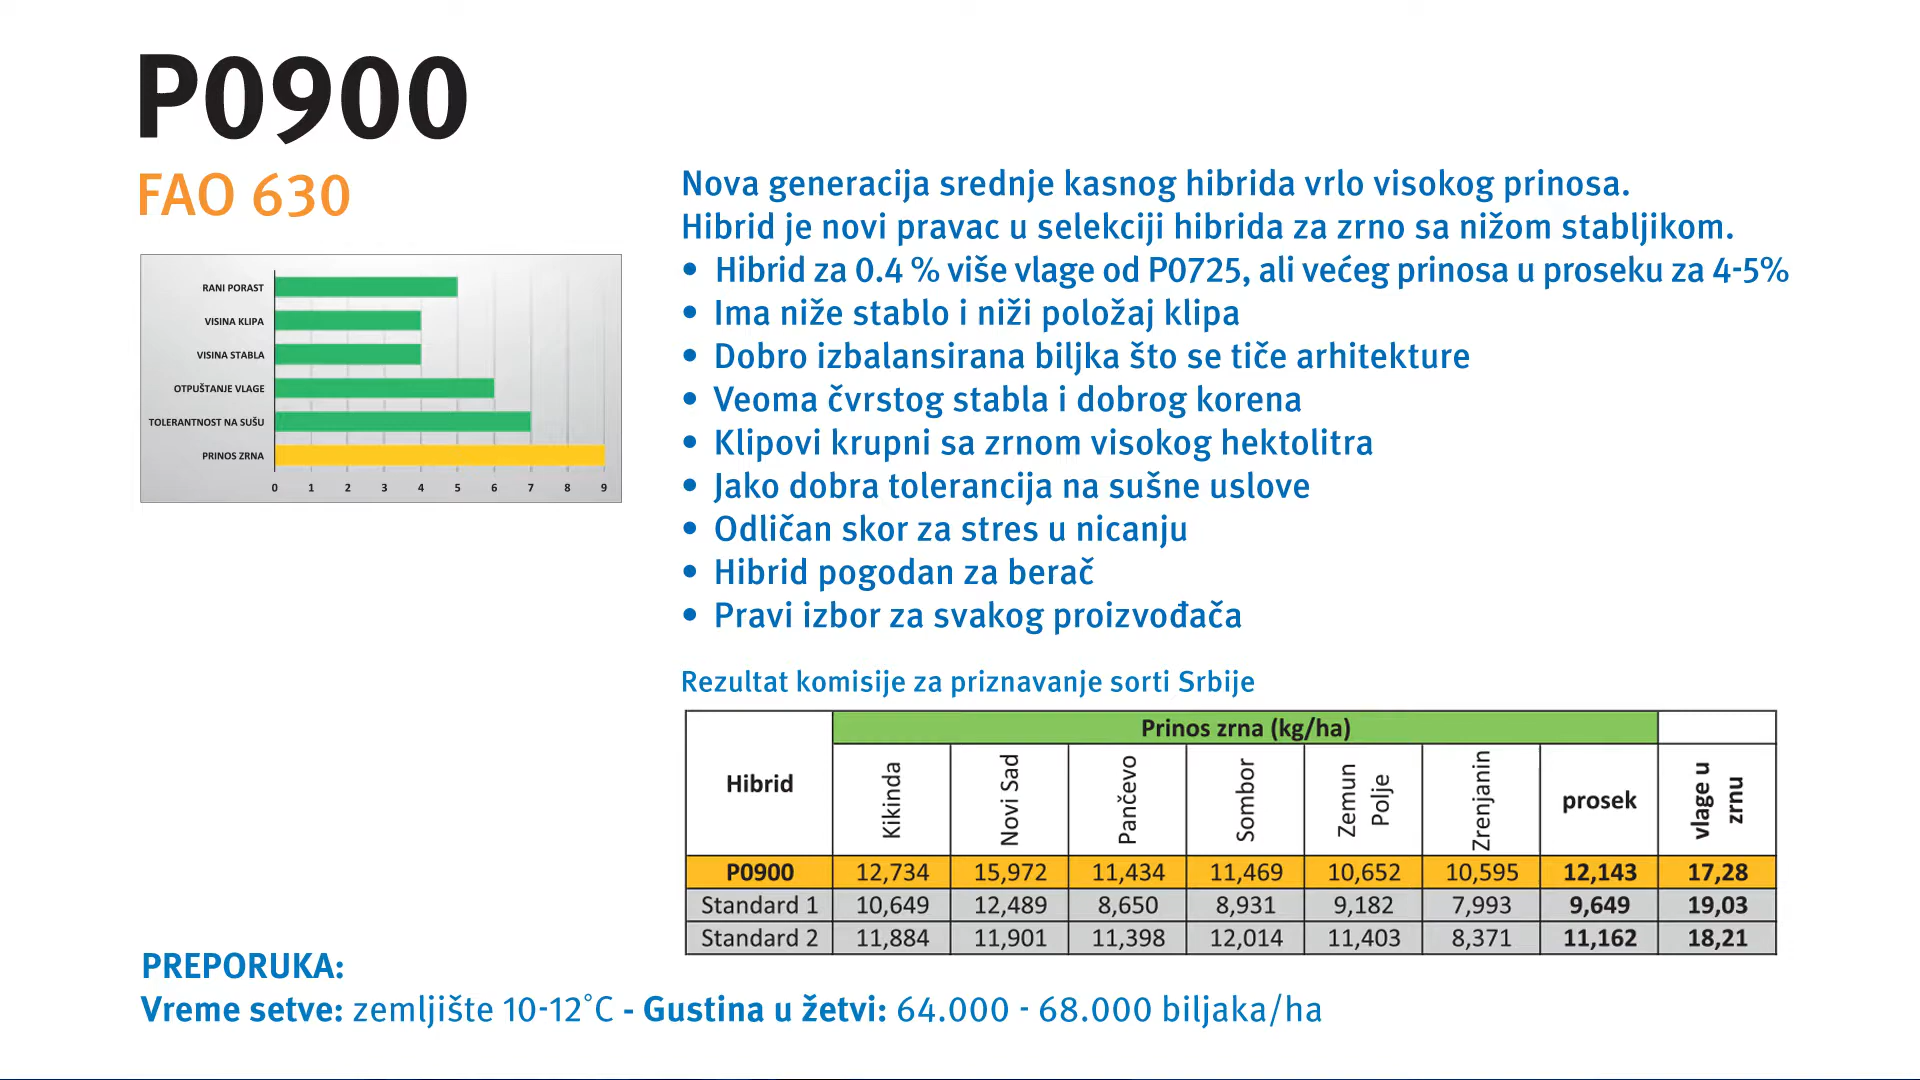 P0900
FAO 630
RANI PORAST
VISINA KLIPA
VISINA STABLA
OTPUŠTANJE VLAGE
TOLERANTNOST NA SUŠU
PRINOS ZRNA
0 1 2 3 4 5 6 7 8 9
Nova generacija srednje kasnog hibrida vrlo visokog prinosa.
Hibrid je novi pravac u selekciji hibrida za zrno sa nižom stabljikom.
• Hibrid za 0.4 % više vlage od P0725, ali većeg prinosa u proseku za 4-5%
• Ima niže stablo i niži položaj klipa
• Dobro izbalansirana biljka što se tiče arhitekture
• Veoma čvrstog stabla i dobrog korena
• Klipovi krupni sa zrnom visokog hektolitra
• Jako dobra tolerancija na sušne uslove
• Odličan skor za stres u nicanju
• Hibrid pogodan za berač
• Pravi izbor za svakog proizvođača
Rezultat komisije za priznavanje sorti Srbije
Prinos zrna (kg/ha)
Hibrid Kikinda Novi Sad Pančevo Sombor Zemun Polje Zrenjanin prosek vlage u zrnu
P0900 12,734 15,972 11,434 11,469 10,652 10,595 12,143 17,28
Standard 1 10,649 12,489 8,650 8,931 9,182 7,993 9,649 19,03
Standard 2 11,884 11,901 11,398 12,014 11,403 8,371 11,162 18,21
PREPORUKA:
Vreme setve: zemljište 10-12°C - Gustina u žetvi: 64.000 - 68.000 biljaka/ha